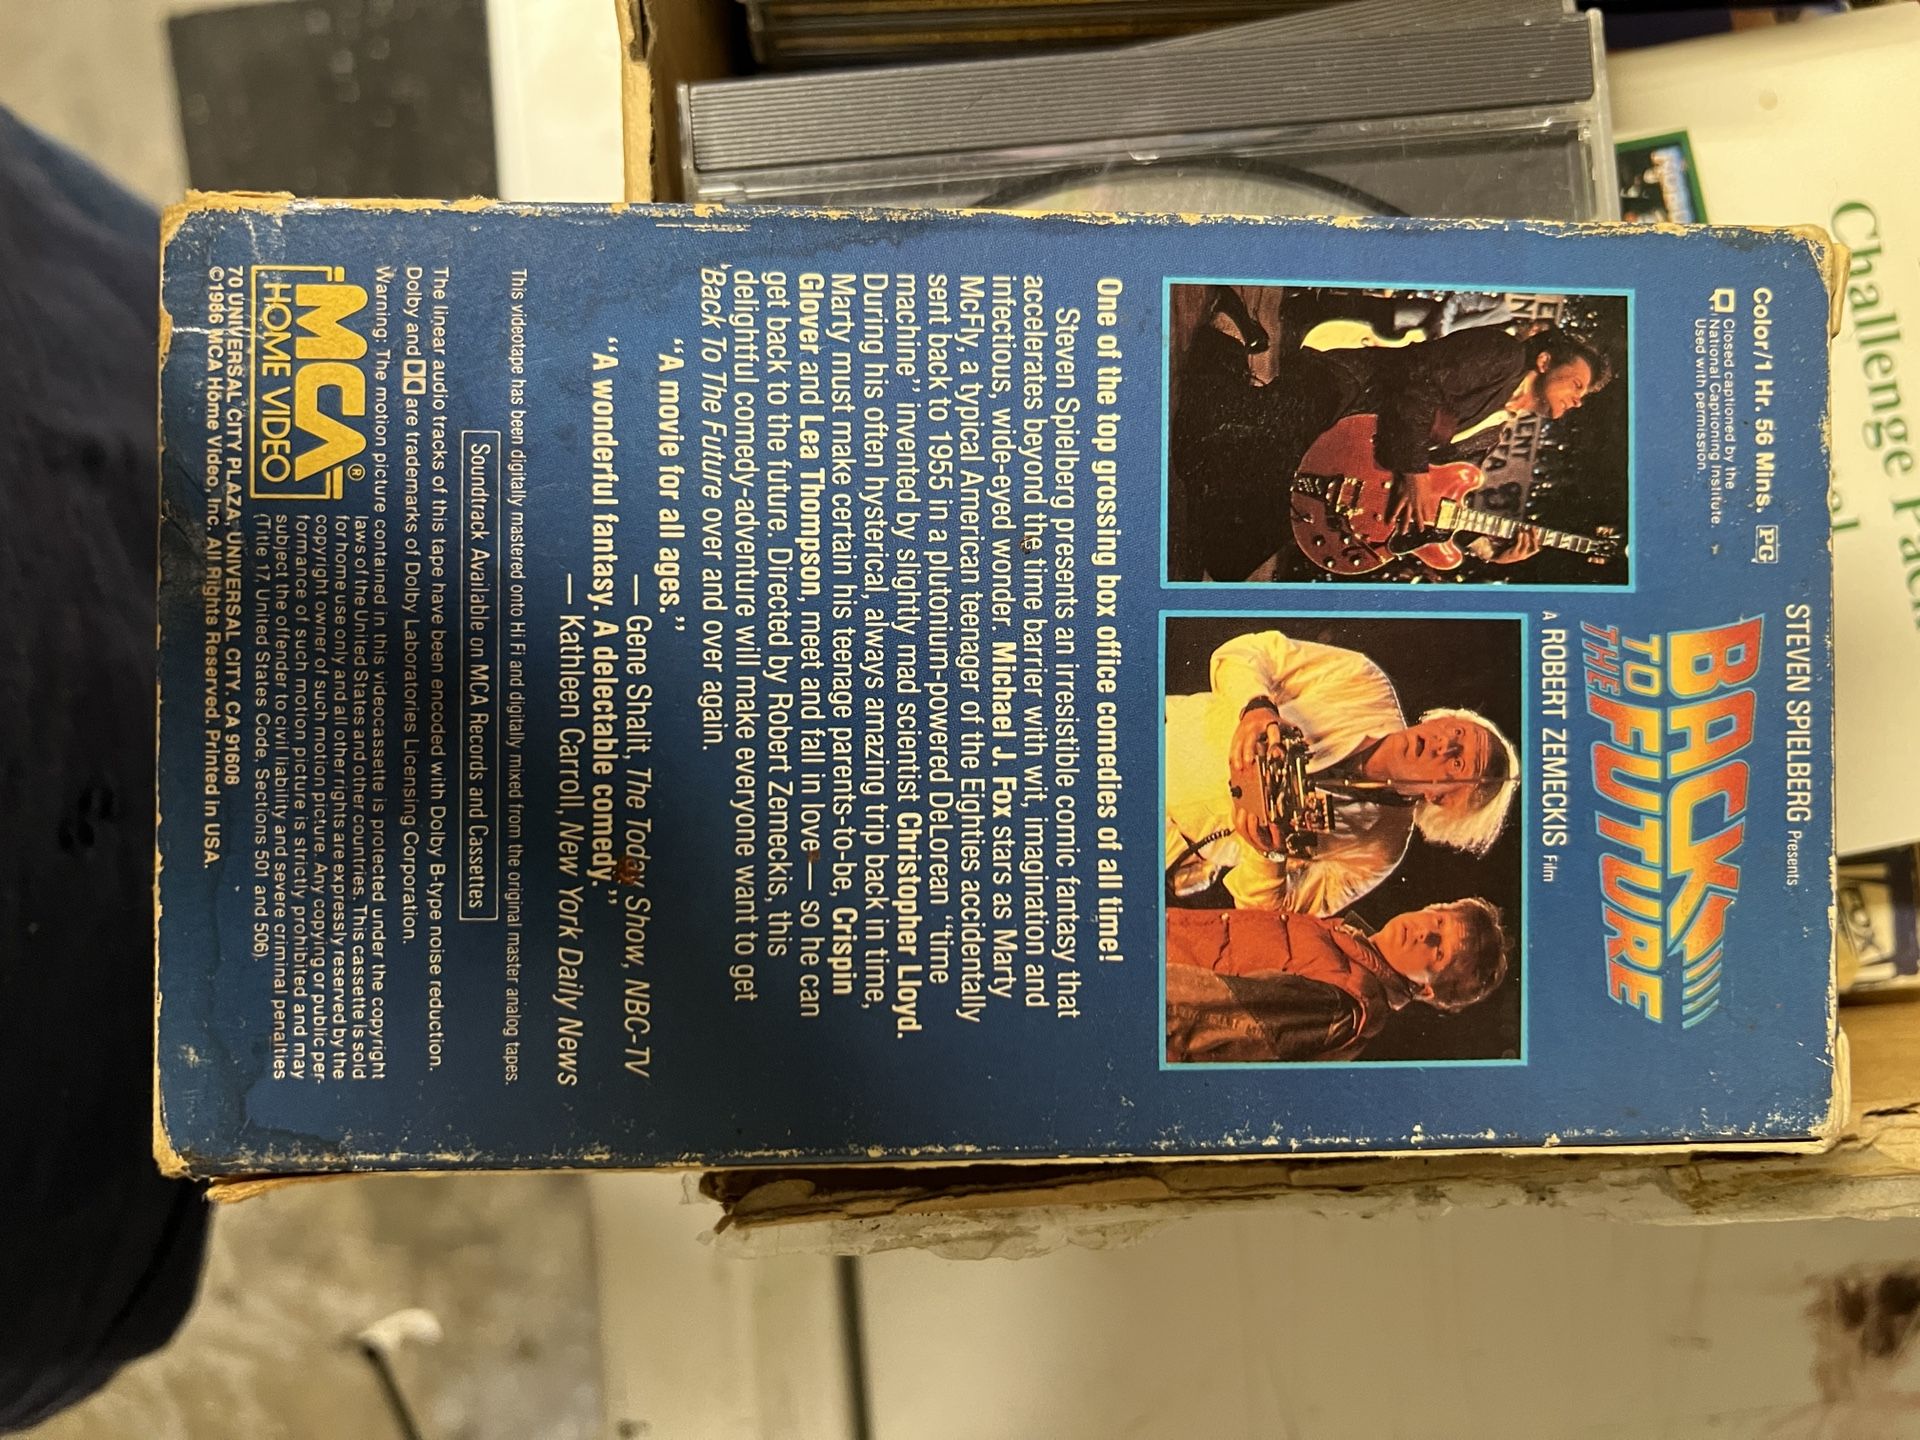 Color/1 Hr. 56 Mins. PG
Closed captioned by the
National Captioning Institute.
Used with permission.
STEVEN SPIELBERG Presents
BACK
TO THE FUTURE
A ROBERT ZEMECKIS Film
One of the top grossing box office comedies of all time!
Steven Spielberg presents an irresistible comic fantasy that
accelerates beyond the time barrier with wit, imagination and
infectious, wide-eyed wonder. Michael J. Fox stars as Marty
McFly, a typical American teenager of the Eighties accidentally
sent back to 1955 in a plutonium-powered DeLorean "time
machine" invented by slightly mad scientist Christopher Lloyd.
During his often hysterical, always amazing trip back in time,
Marty must make certain his teenage parents-to-be, Crispin
Glover and Lea Thompson, meet and fall in love — so he can
get back to the future. Directed by Robert Zemeckis, this
delightful comedy-adventure will make everyone want to get
'Back To The Future over and over again.
"A movie for all ages."
— Gene Shalit, The Today Show, NBC-TV
"A wonderful fantasy. A delectable comedy."
— Kathleen Carroll, New York Daily News
This videotape has been digitally mastered onto Hi Fi and digitally mixed from the original master analog tapes.
Soundtrack Available on MCA Records and Cassettes
The linear audio tracks of this tape have been encoded with Dolby B-type noise reduction.
Dolby and DD are trademarks of Dolby Laboratories Licensing Corporation.
Warning: The motion picture contained in this videocassette is protected under the copyright
laws of the United States and other countries. This cassette is sold
for home use only and all other rights are expressly reserved by the
copyright owner of such motion picture. Any copying or public per-
formance of such motion picture is strictly prohibited and may
subject the offender to civil liability and severe criminal penalties
(Title 17, United States Code, Sections 501 and 506).
MCA®
HOME VIDEO
70 UNIVERSAL CITY PLAZA, UNIVERSAL CITY, CA 91608
©1986 MCA Home Video, Inc. All Rights Reserved. Printed in USA.
Challenge Pack